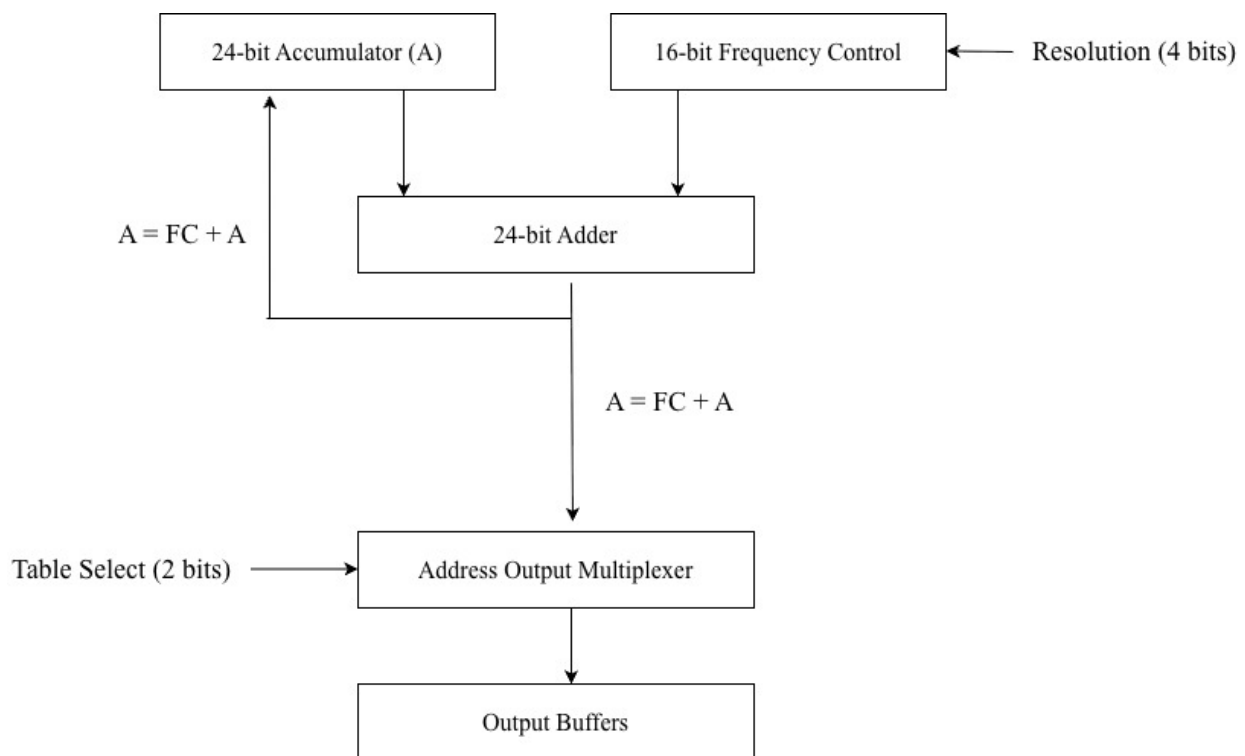 24-bit Accumulator (A)
16-bit Frequency Control
Resolution (4 bits)
A = FC + A
24-bit Adder
A = FC + A
Table Select (2 bits)
Address Output Multiplexer
Output Buffers